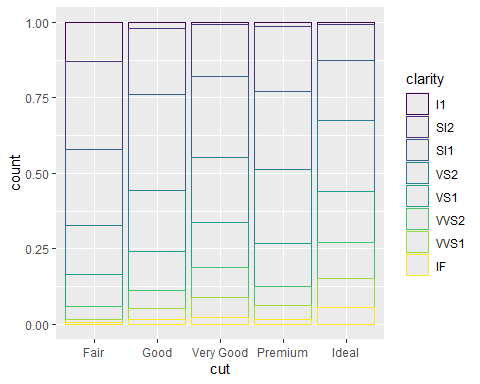 1.00
0.75
0.50
0.25
0.00
count
Fair Good Very Good Premium Ideal
cut
clarity
I1
SI2
SI1
VS2
VS1
VVS2
VVS1
IF